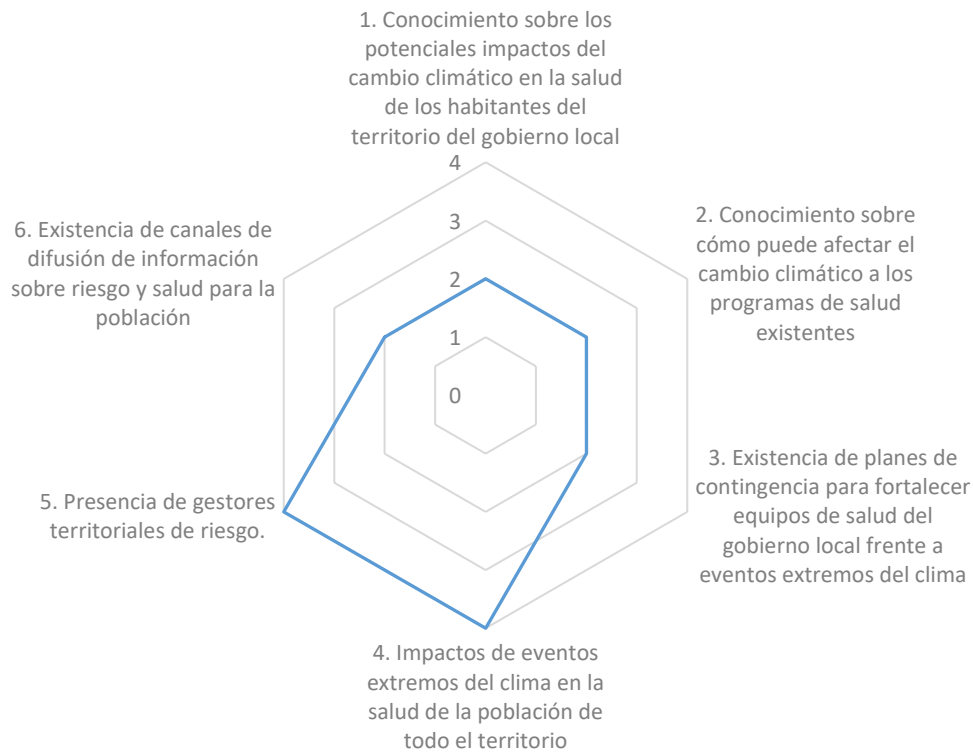 1. Conocimiento sobre los
potenciales impactos del
cambio climático en la salud
de los habitantes del
territorio del gobierno local
4
3
2
1
0
2. Conocimiento sobre
cómo puede afectar el
cambio climático a los
programas de salud
existentes
3. Existencia de planes de
contingencia para fortalecer
equipos de salud del
gobierno local frente a
eventos extremos del clima
4. Impactos de eventos
extremos del clima en la
salud de la población de
todo el territorio
5. Presencia de gestores
territoriales de riesgo.
6. Existencia de canales de
difusión de información
sobre riesgo y salud para la
población